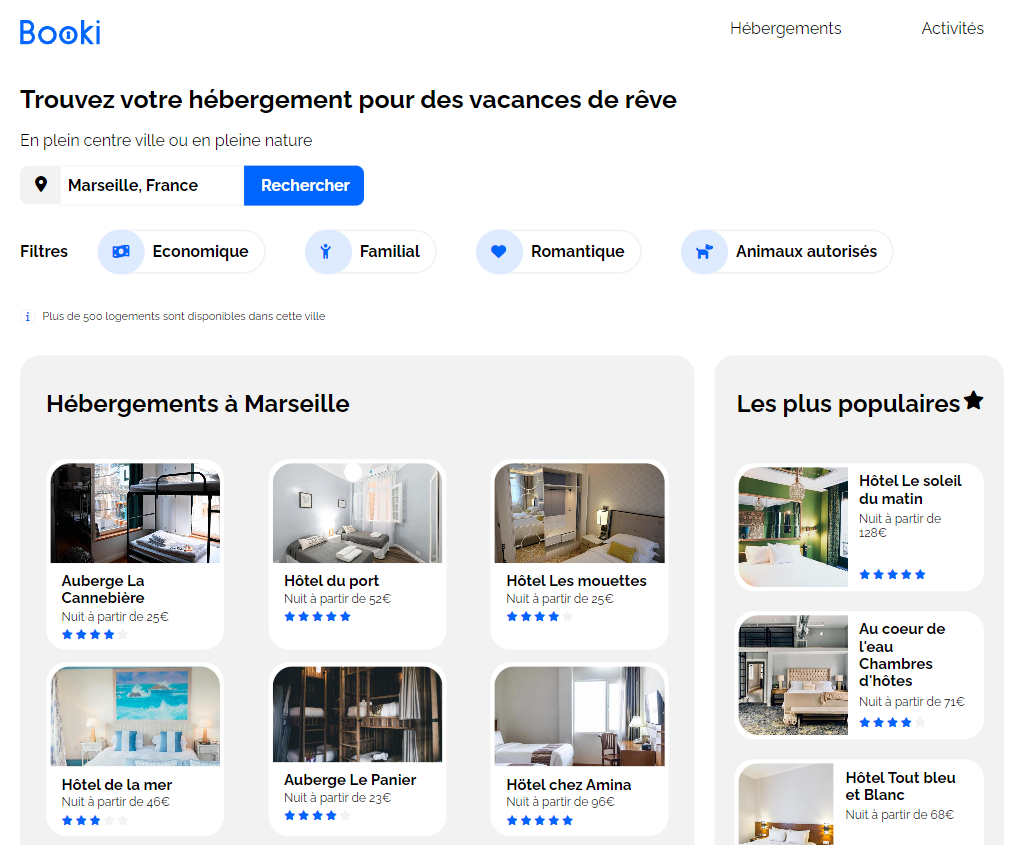 Booki
Hébergements
Activités
Trouvez votre hébergement pour des vacances de rêve
En plein centre ville ou en pleine nature
Marseille, France
Rechercher
Filtres
Economique
Familial
Romantique
Animaux autorisés
Plus de 500 logements sont disponibles dans cette ville
Hébergements à Marseille
Auberge La
Cannebière
Nuit à partir de 25€
Hôtel du port
Nuit à partir de 52€
Hôtel Les mouettes
Nuit à partir de 25€
Hôtel de la mer
Nuit à partir de 46€
Auberge Le Panier
Nuit à partir de 23€
Hötel chez Amina
Nuit à partir de 96€
Les plus populaires
Hôtel Le soleil
du matin
Nuit à partir de
128€
Au coeur de
l'eau
Chambres
d'hôtes
Nuit à partir de 71€
Hôtel Tout bleu
et Blanc
Nuit à partir de 68€